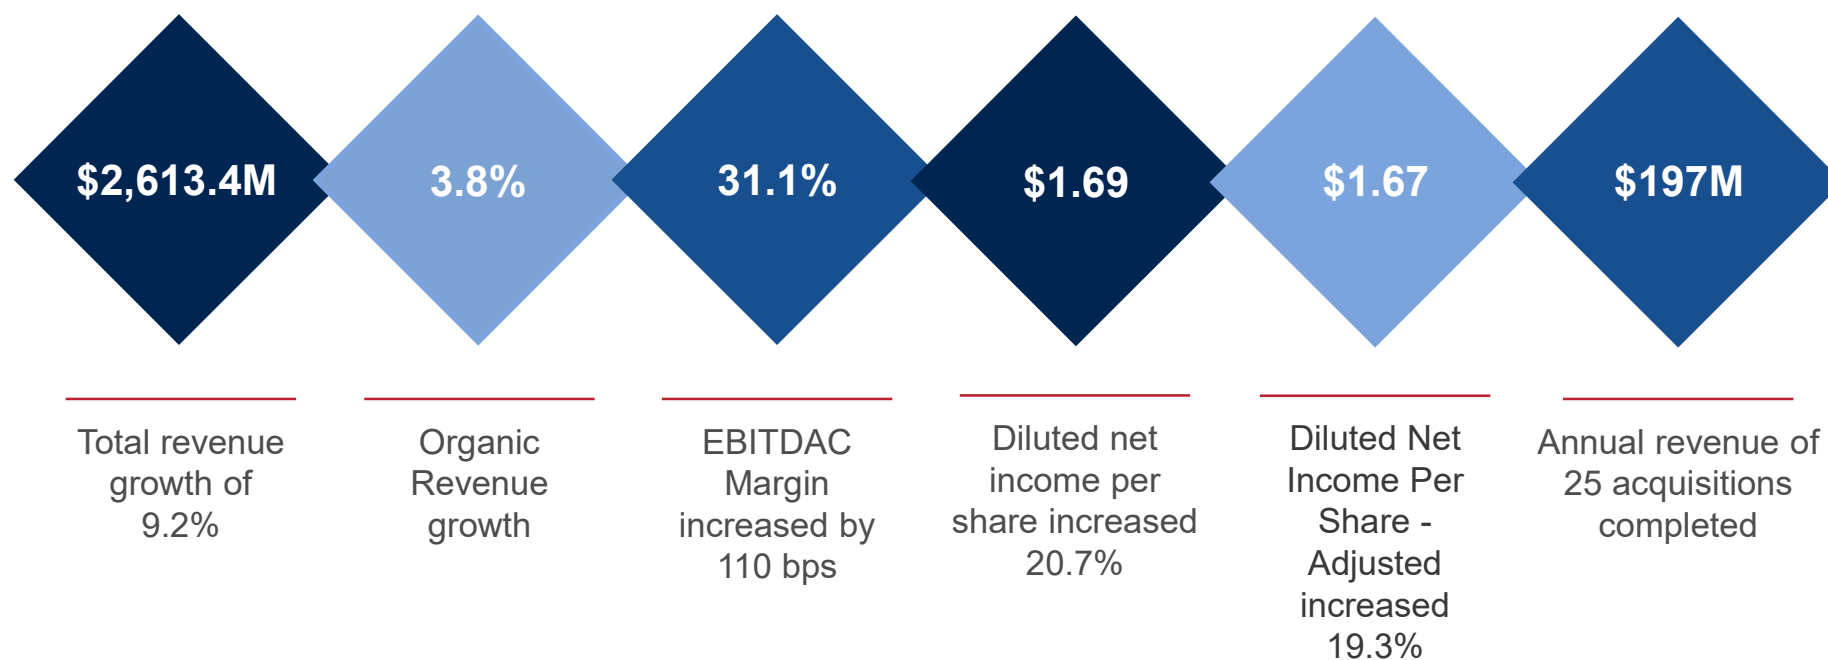 $2,613.4M
Total revenue
growth of
9.2%
3.8%
Organic
Revenue
growth
31.1%
EBITDAC
Margin
increased by
110 bps
$1.69
Diluted net
income per
share increased
20.7%
$1.67
Diluted Net
Income Per
Share -
Adjusted
increased
19.3%
$197M
Annual revenue of
25 acquisitions
completed